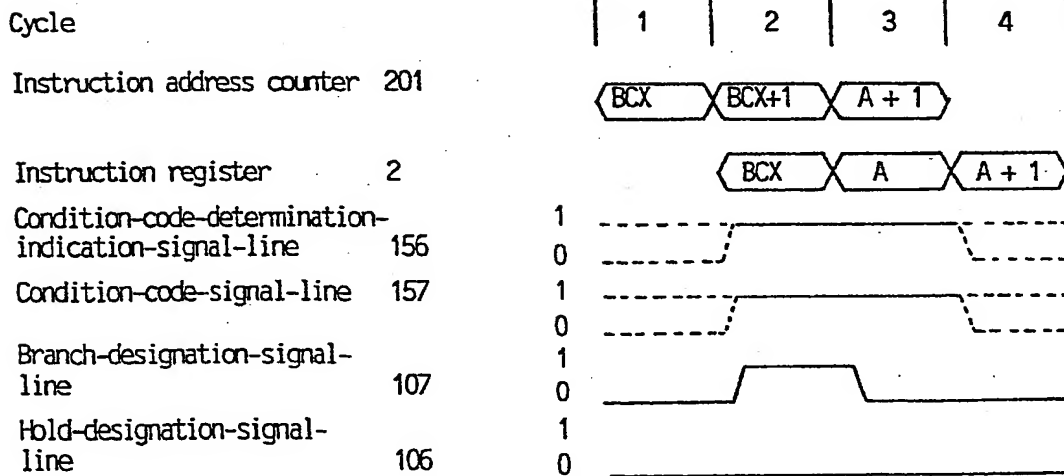 Cycle 1 2 3 4
Instruction address counter 201
BCX BCX+1 A + 1
Instruction register 2
BCX A A + 1
Condition-code-determination-
indication-signal-line 156
1
0
Condition-code-signal-line 157
1
0
Branch-designation-signal-
line 107
1
0
Hold-designation-signal-
line 106
1
0